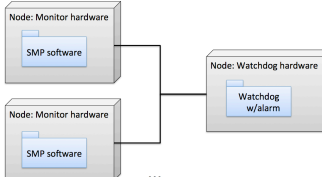 Node: Monitor hardware
SMP software
Node: Watchdog hardware
Watchdog
w/alarm
Node: Monitor hardware
SMP software
...